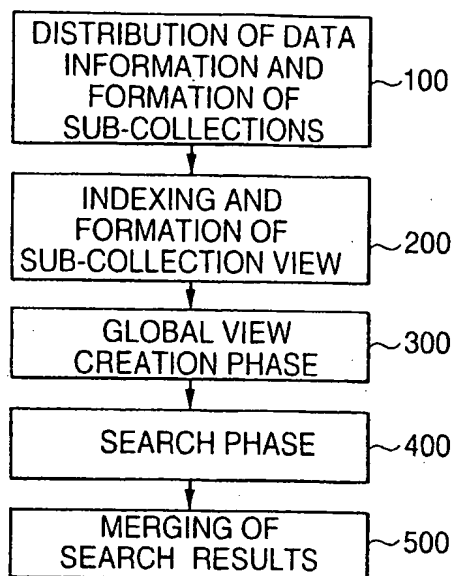 DISTRIBUTION OF DATA
INFORMATION AND
FORMATION OF
SUB-COLLECTIONS
100
INDEXING AND
FORMATION OF
SUB-COLLECTION VIEW
200
GLOBAL VIEW
CREATION PHASE
300
SEARCH PHASE
400
MERGING OF
SEARCH RESULTS
500